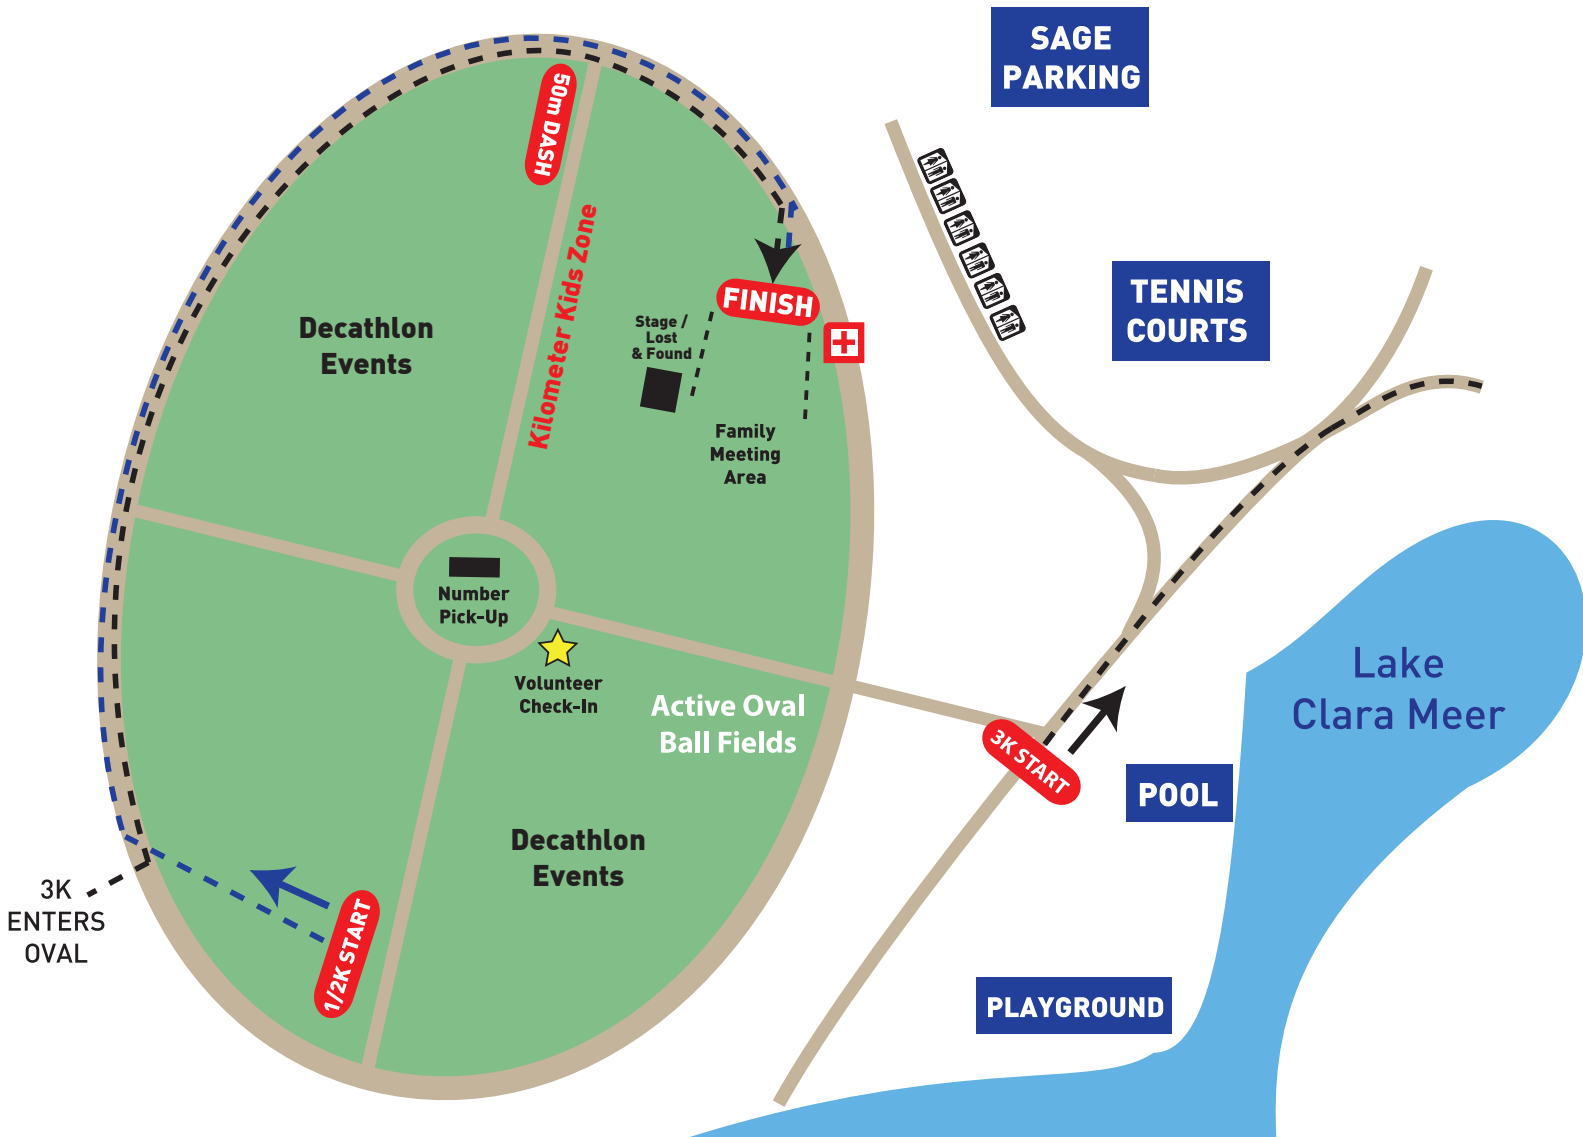 SAGE
PARKING
50m DASH
Kilometer Kids Zone
FINISH
TENNIS
COURTS
Decathlon
Events
Stage /
Lost
& Found
Family
Meeting
Area
Number
Pick-Up
Volunteer
Check-In
Active Oval
Ball Fields
Lake
Clara Meer
3K START
POOL
Decathlon
Events
3K
ENTERS
OVAL
1/2K START
PLAYGROUND